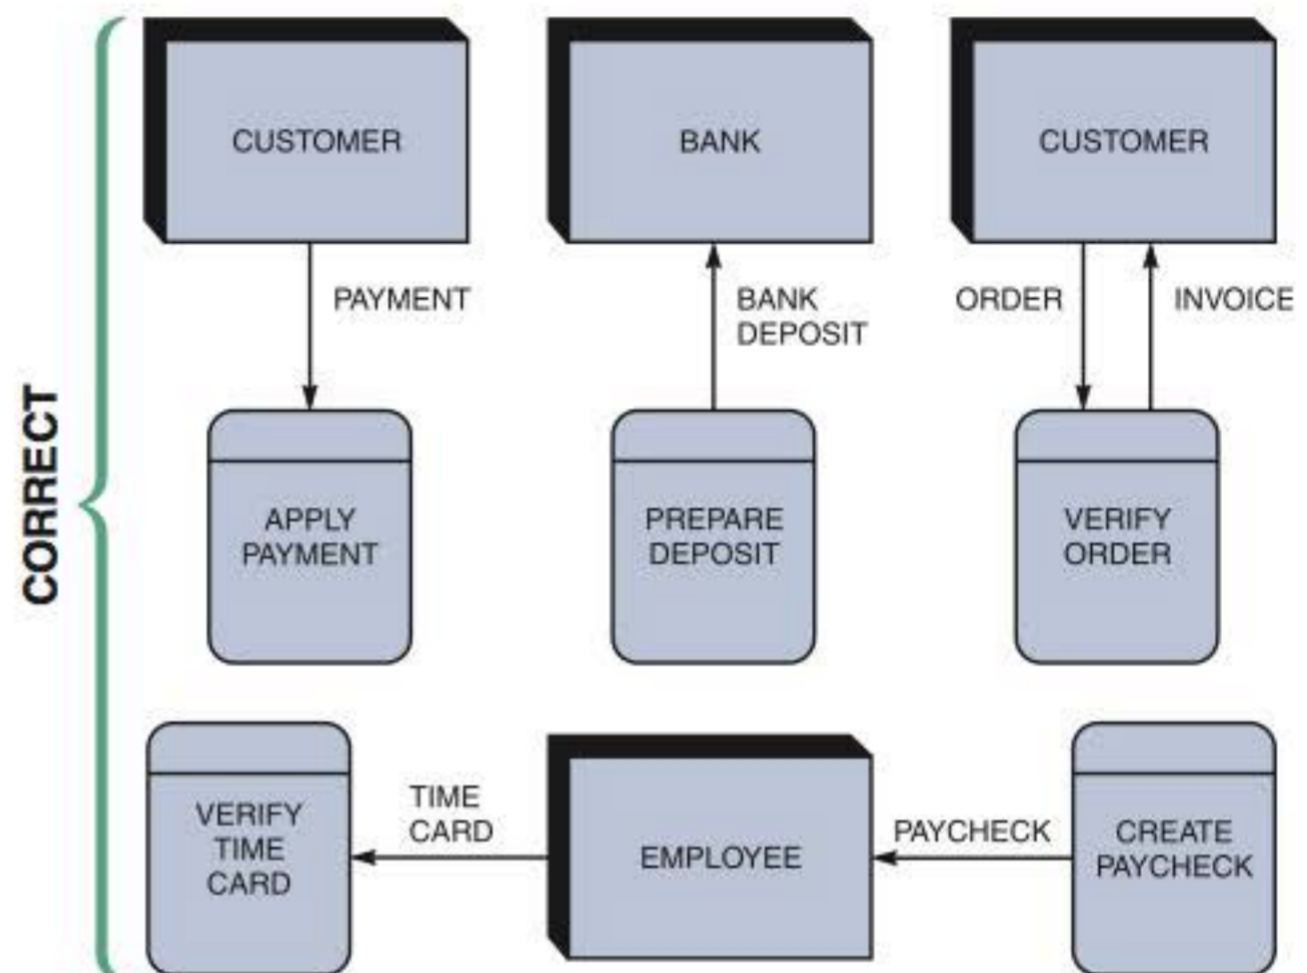 CORRECT
CUSTOMER
BANK
CUSTOMER
PAYMENT
BANK
DEPOSIT
ORDER
INVOICE
APPLY
PAYMENT
PREPARE
DEPOSIT
VERIFY
ORDER
VERIFY
TIME
CARD
TIME
CARD
EMPLOYEE
PAYCHECK
CREATE
PAYCHECK